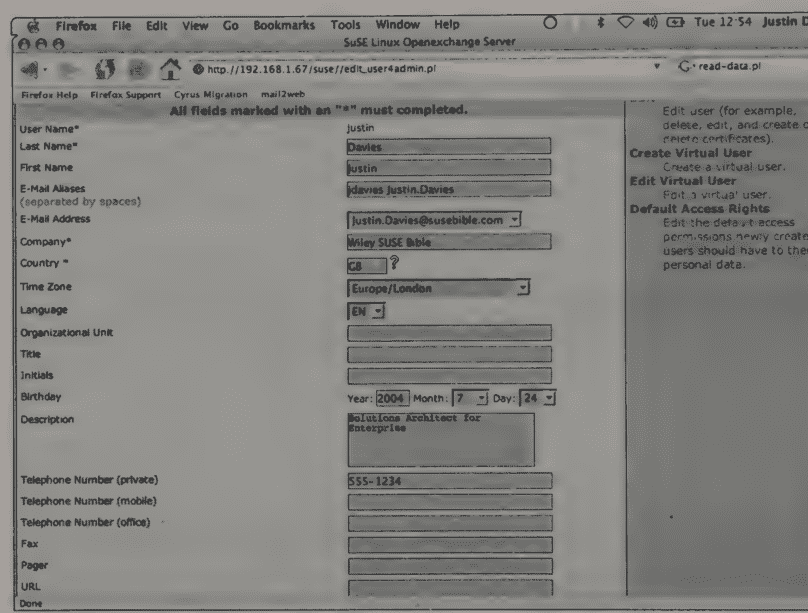 Firefox File Edit View Go Bookmarks Tools Window Help Tue 12:54 Justin D
SuSE Linux Openexchange Server
http://192.168.1.67/suse//edit_user4admin.pl read-data.pl
Firefox Help Firefox Support Cyrus Migration mail2web
All fields marked with an "*" must completed.
User Name* justin
Last Name* Davies
First Name Justin
E-Mail Aliases jdavies Justin.Davies
(separated by spaces)
E-Mail Address Justin.Davies@susebible.com
Company* Wiley SUSE Bible
Country * GB ?
Time Zone Europe/London
Language EN
Organizational Unit
Title
Initials
Birthday Year: 2004 Month: 7 Day: 24
Description Solutions Architect for
Enterprise
Telephone Number (private) 555-1234
Telephone Number (mobile)
Telephone Number (office)
Fax
Pager
URL
Done
Edit user (for example,
delete, edit, and create o
delete certificates).
Create Virtual User
Create a virtual user.
Edit Virtual User
Edit a virtual user.
Default Access Rights
Edit the default access
permissions newly create
users should have to the
personal data.